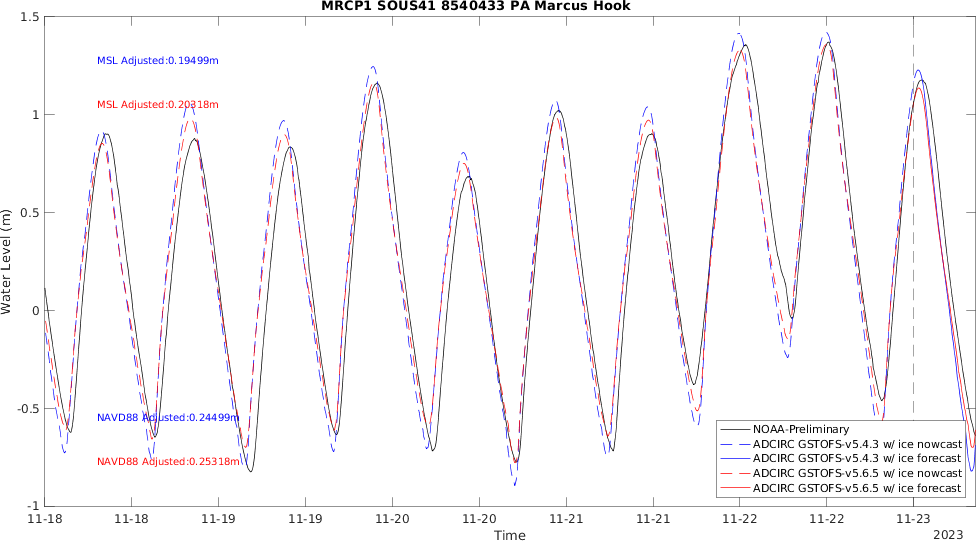 MRCP1 SOUS41 8540433 PA Marcus Hook
1.5
1
0.5
0
-0.5
-1
Water Level (m)
MSL Adjusted:0.19499m
MSL Adjusted:0.20318m
NAVD88 Adjusted:0.24499m
NAVD88 Adjusted:0.25318m
NOAA-Preliminary
ADCIRC GSTOFS-v5.4.3 w/ ice nowcast
ADCIRC GSTOFS-v5.4.3 w/ ice forecast
ADCIRC GSTOFS-v5.6.5 w/ ice nowcast
ADCIRC GSTOFS-v5.6.5 w/ ice forecast
11-18 11-18 11-19 11-19 11-20 11-20 11-21 11-21 11-22 11-22 11-23
Time
2023